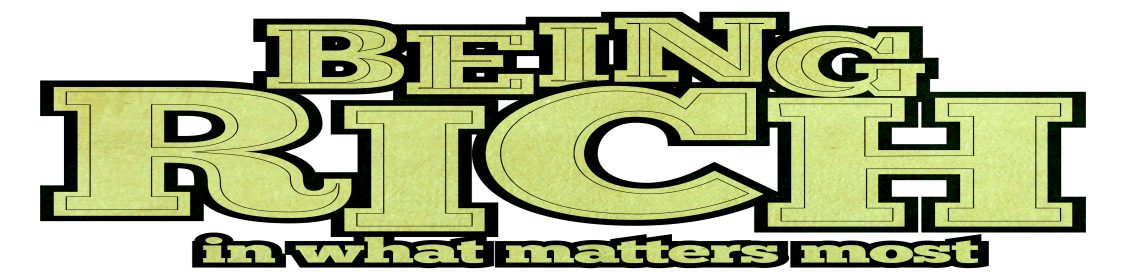 BEING
RICH
in what matters most